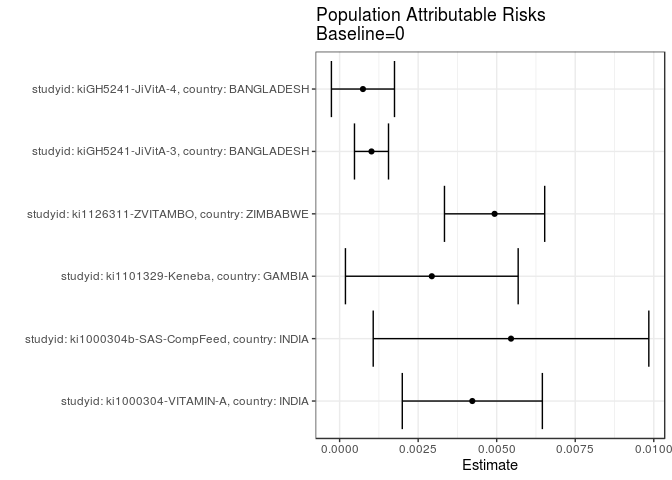 Population Attributable Risks
Baseline=0
studyid: kiGH5241-JiVitA-4, country: BANGLADESH
studyid: kiGH5241-JiVitA-3, country: BANGLADESH
studyid: ki1126311-ZVITAMBO, country: ZIMBABWE
studyid: ki1101329-Keneba, country: GAMBIA
studyid: ki1000304b-SAS-CompFeed, country: INDIA
studyid: ki1000304-VITAMIN-A, country: INDIA
0.0000 0.0025 0.0050 0.0075 0.0100
Estimate